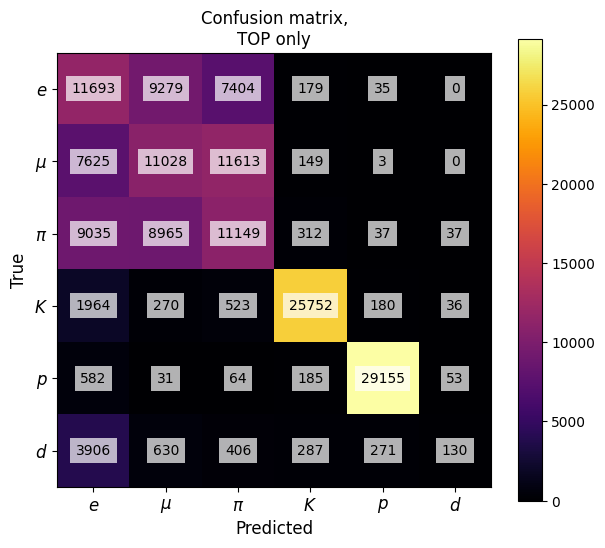 Confusion matrix,
TOP only
True
e 11693 9279 7404 179 35 0
μ 7625 11028 11613 149 3 0
π 9035 8965 11149 312 37 37
K 1964 270 523 25752 180 36
p 582 31 64 185 29155 53
d 3906 630 406 287 271 130
e μ π K p d
Predicted
25000
20000
15000
10000
5000
0